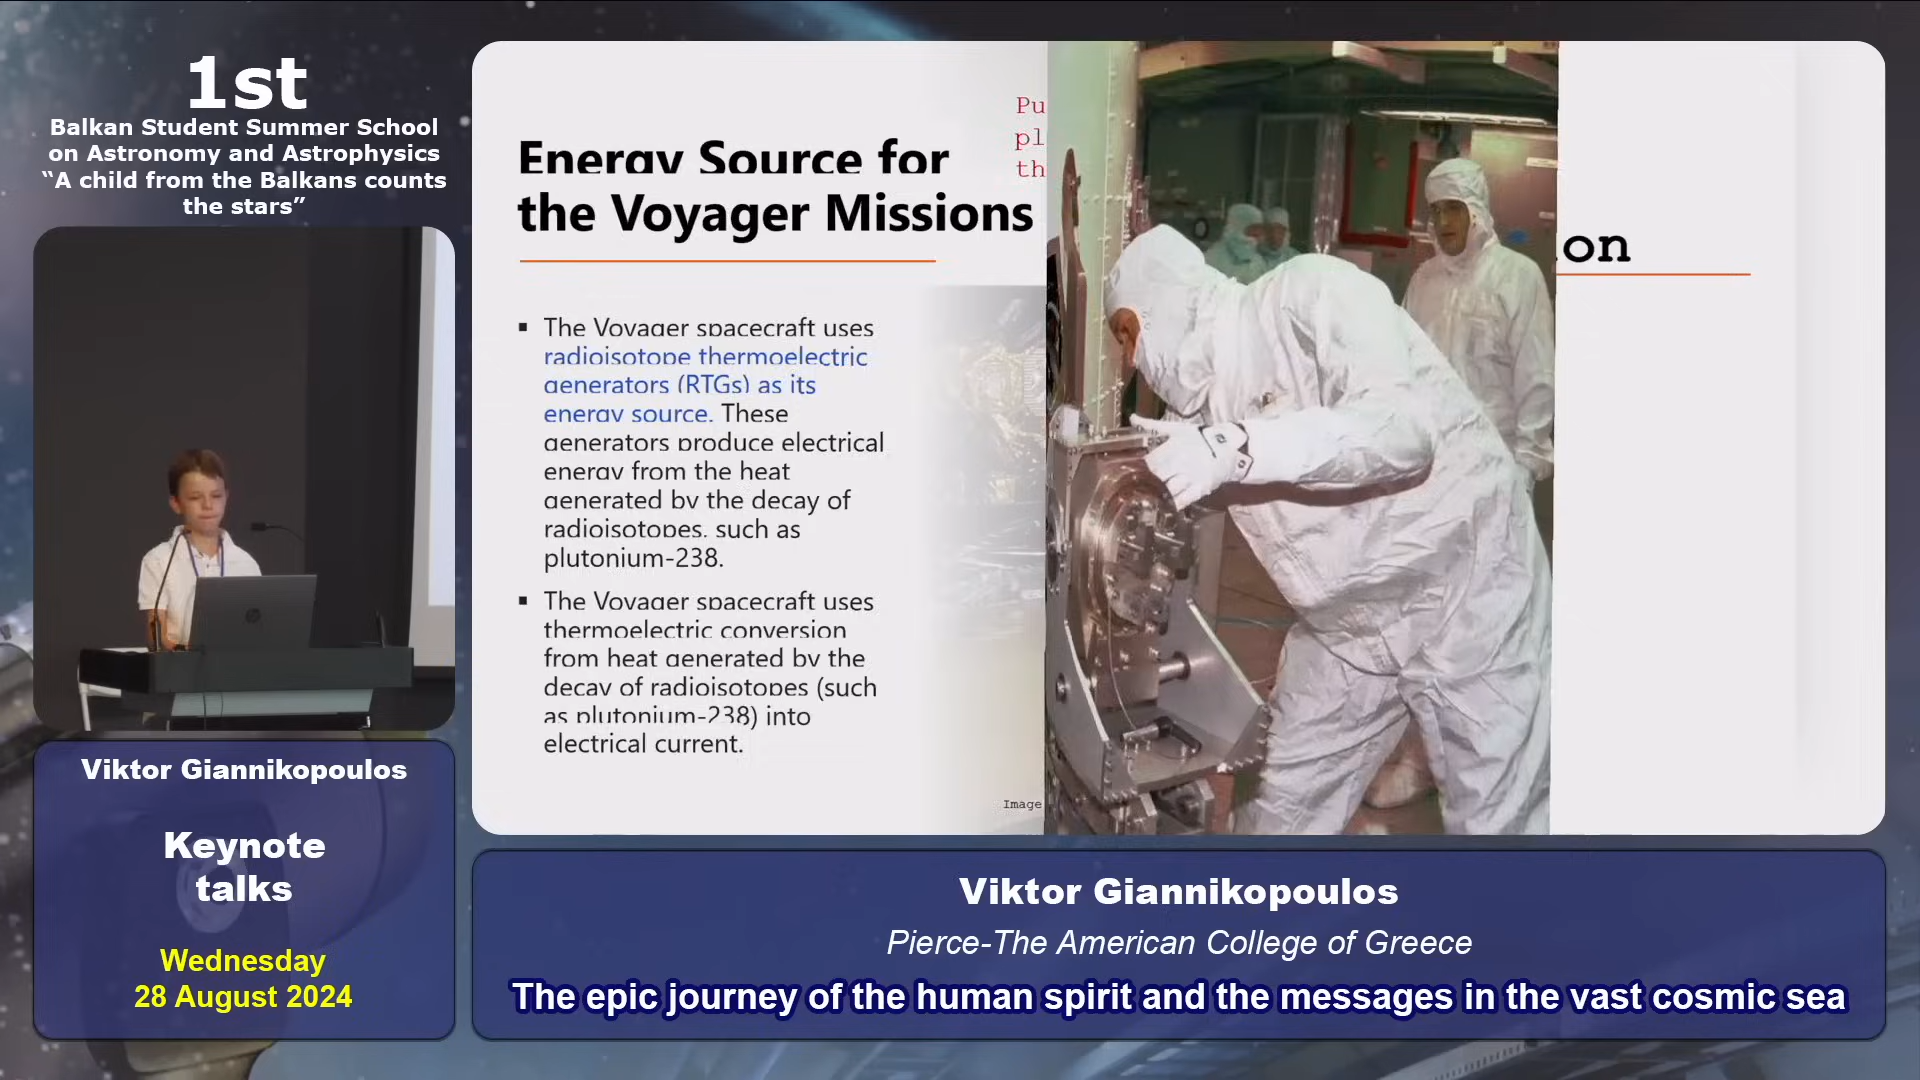 1st
Balkan Student Summer School
on Astronomy and Astrophysics
“A child from the Balkans counts
the stars”
Viktor Giannikopoulos
Keynote
talks
Wednesday
28 August 2024
Energy Source for
the Voyager Missions
▪ The Voyager spacecraft uses
radioisotope thermoelectric
generators (RTGs) as its
energy source. These
generators produce electrical
energy from the heat
generated by the decay of
radioisotopes, such as
plutonium-238.
▪ The Voyager spacecraft uses
thermoelectric conversion
from heat generated by the
decay of radioisotopes (such
as plutonium-238) into
electrical current.
Pu
pl
th
on
Image
Viktor Giannikopoulos
Pierce-The American College of Greece
The epic journey of the human spirit and the messages in the vast cosmic sea